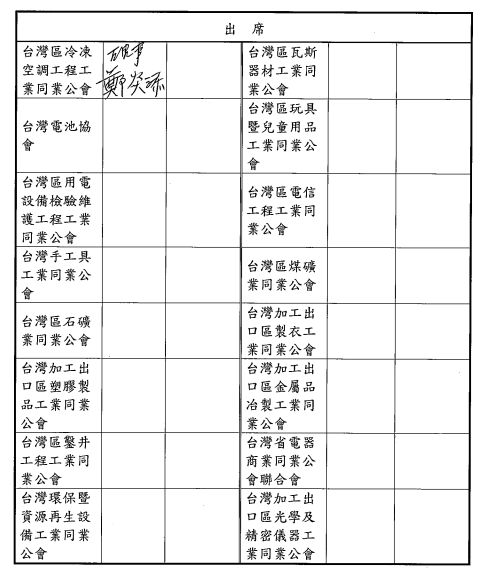 出席
台灣區冷凍
空調工程工
業同業公會
理事
鄭炎添
台灣區瓦斯
器材工業同
業公會
台灣電池協
會
台灣區玩具
暨兒童用品
工業同業公
會
台灣區用電
設備檢驗維
護工程工業
同業公會
台灣區電信
工程工業同
業公會
台灣手工具
工業同業公
會
台灣區煤礦
業同業公會
台灣區石礦
業同業公會
台灣加工出
口區製衣工
業同業公會
台灣加工出
口區塑膠製
品工業同業
公會
台灣加工出
口區金屬品
冶製工業同
業公會
台灣區鑿井
工程工業同
業公會
台灣省電器
商業同業公
會聯合會
台灣環保暨
資源再生設
備工業同業
公會
台灣加工出
口區光學及
精密儀器工
業同業公會